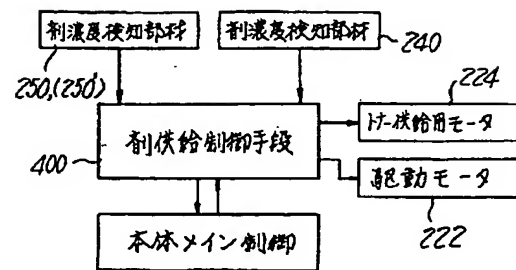 剤濃度検知部材
剤濃度検知部材
250,(250')
240
224
剤供給制御手段
トナー供給用モータ
400
駆動モータ
本体メイン制御
222